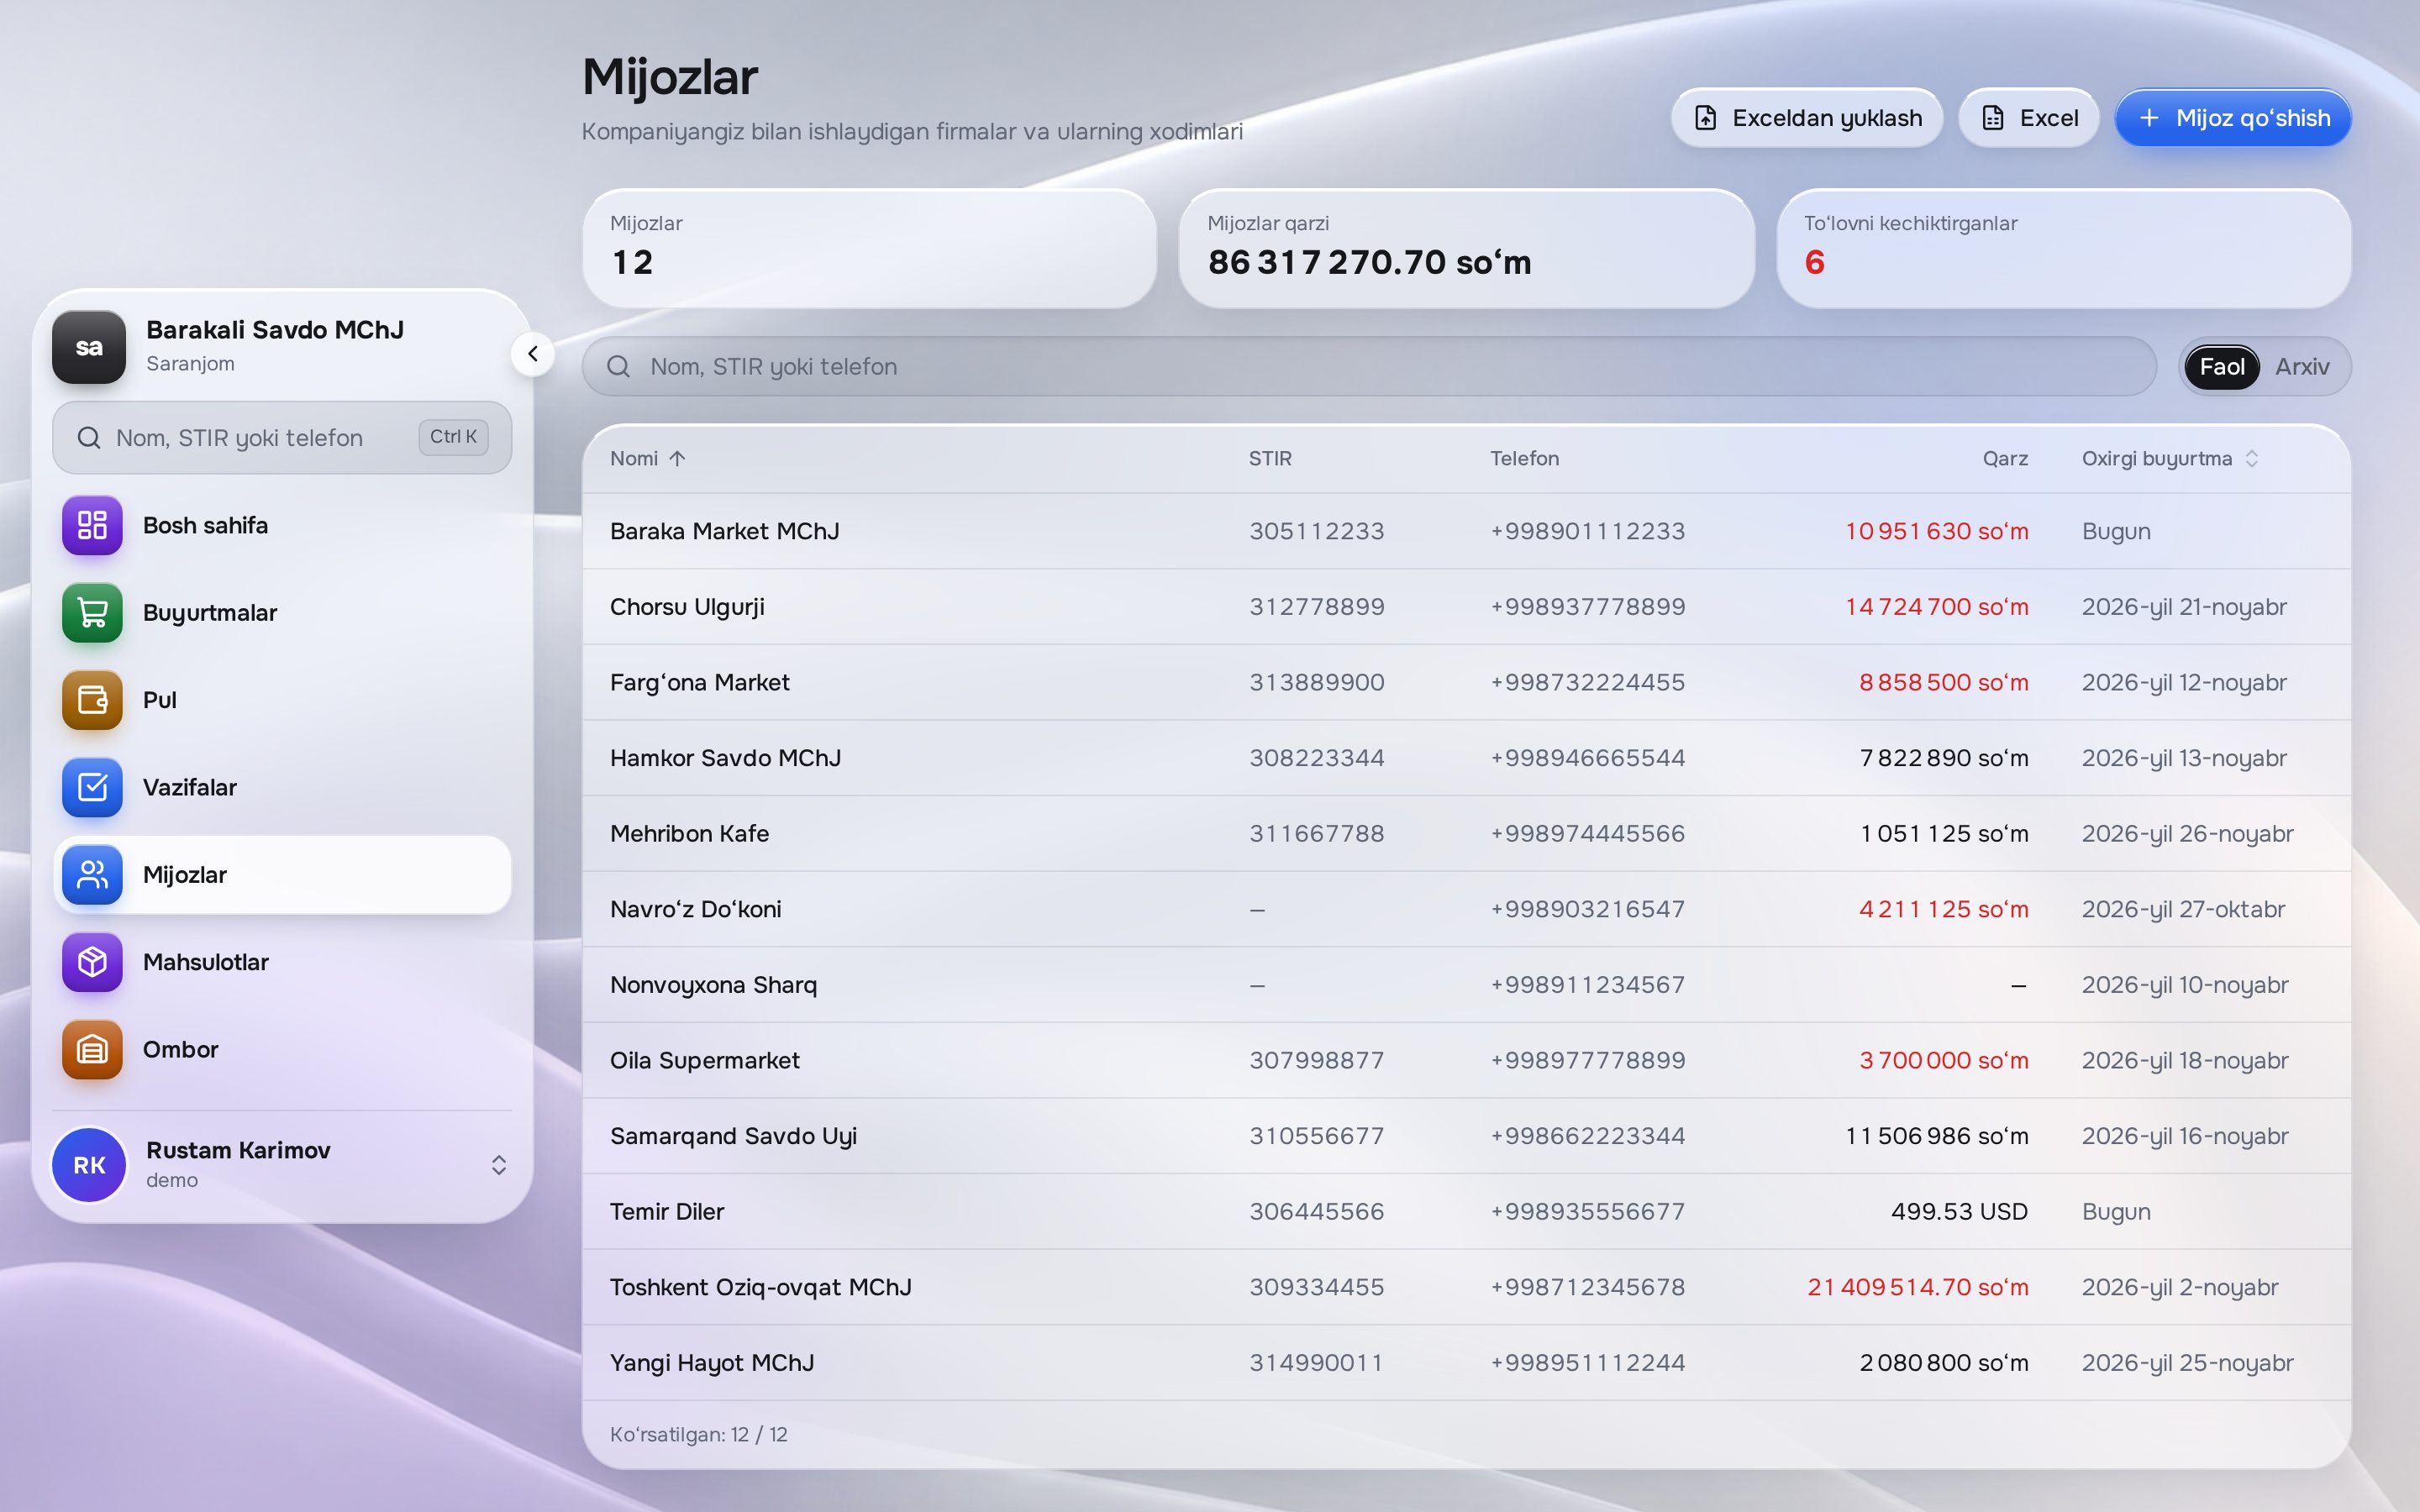 sa
Barakali Savdo MChJ
Saranjom
Nom, STIR yoki telefon Ctrl K
Bosh sahifa
Buyurtmalar
Pul
Vazifalar
Mijozlar
Mahsulotlar
Ombor
RK
Rustam Karimov
demo
Mijozlar
Kompaniyangiz bilan ishlaydigan firmalar va ularning xodimlari
Exceldan yuklash Excel Mijoz qo‘shish
Mijozlar
12
Mijozlar qarzi
86 317 270.70 so‘m
To‘lovni kechiktirganlar
6
Nom, STIR yoki telefon Faol Arxiv
Nomi STIR Telefon Qarz Oxirgi buyurtma
Baraka Market MChJ 305112233 +998901112233 10 951 630 so‘m Bugun
Chorsu Ulgurji 312778899 +998937778899 14 724 700 so‘m 2026-yil 21-noyabr
Farg‘ona Market 313889900 +998732224455 8 858 500 so‘m 2026-yil 12-noyabr
Hamkor Savdo MChJ 308223344 +998946665544 7 822 890 so‘m 2026-yil 13-noyabr
Mehribon Kafe 311667788 +998974445566 1 051 125 so‘m 2026-yil 26-noyabr
Navro‘z Do‘koni – +998903216547 4 211 125 so‘m 2026-yil 27-oktabr
Nonvoyxona Sharq – +998911234567 – 2026-yil 10-noyabr
Oila Supermarket 307998877 +998977778899 3 700 000 so‘m 2026-yil 18-noyabr
Samarqand Savdo Uyi 310556677 +998662223344 11 506 986 so‘m 2026-yil 16-noyabr
Temir Diler 306445566 +998935556677 499.53 USD Bugun
Toshkent Oziq-ovqat MChJ 309334455 +998712345678 21 409 514.70 so‘m 2026-yil 2-noyabr
Yangi Hayot MChJ 314990011 +998951112244 2 080 800 so‘m 2026-yil 25-noyabr
Ko‘rsatilgan: 12 / 12